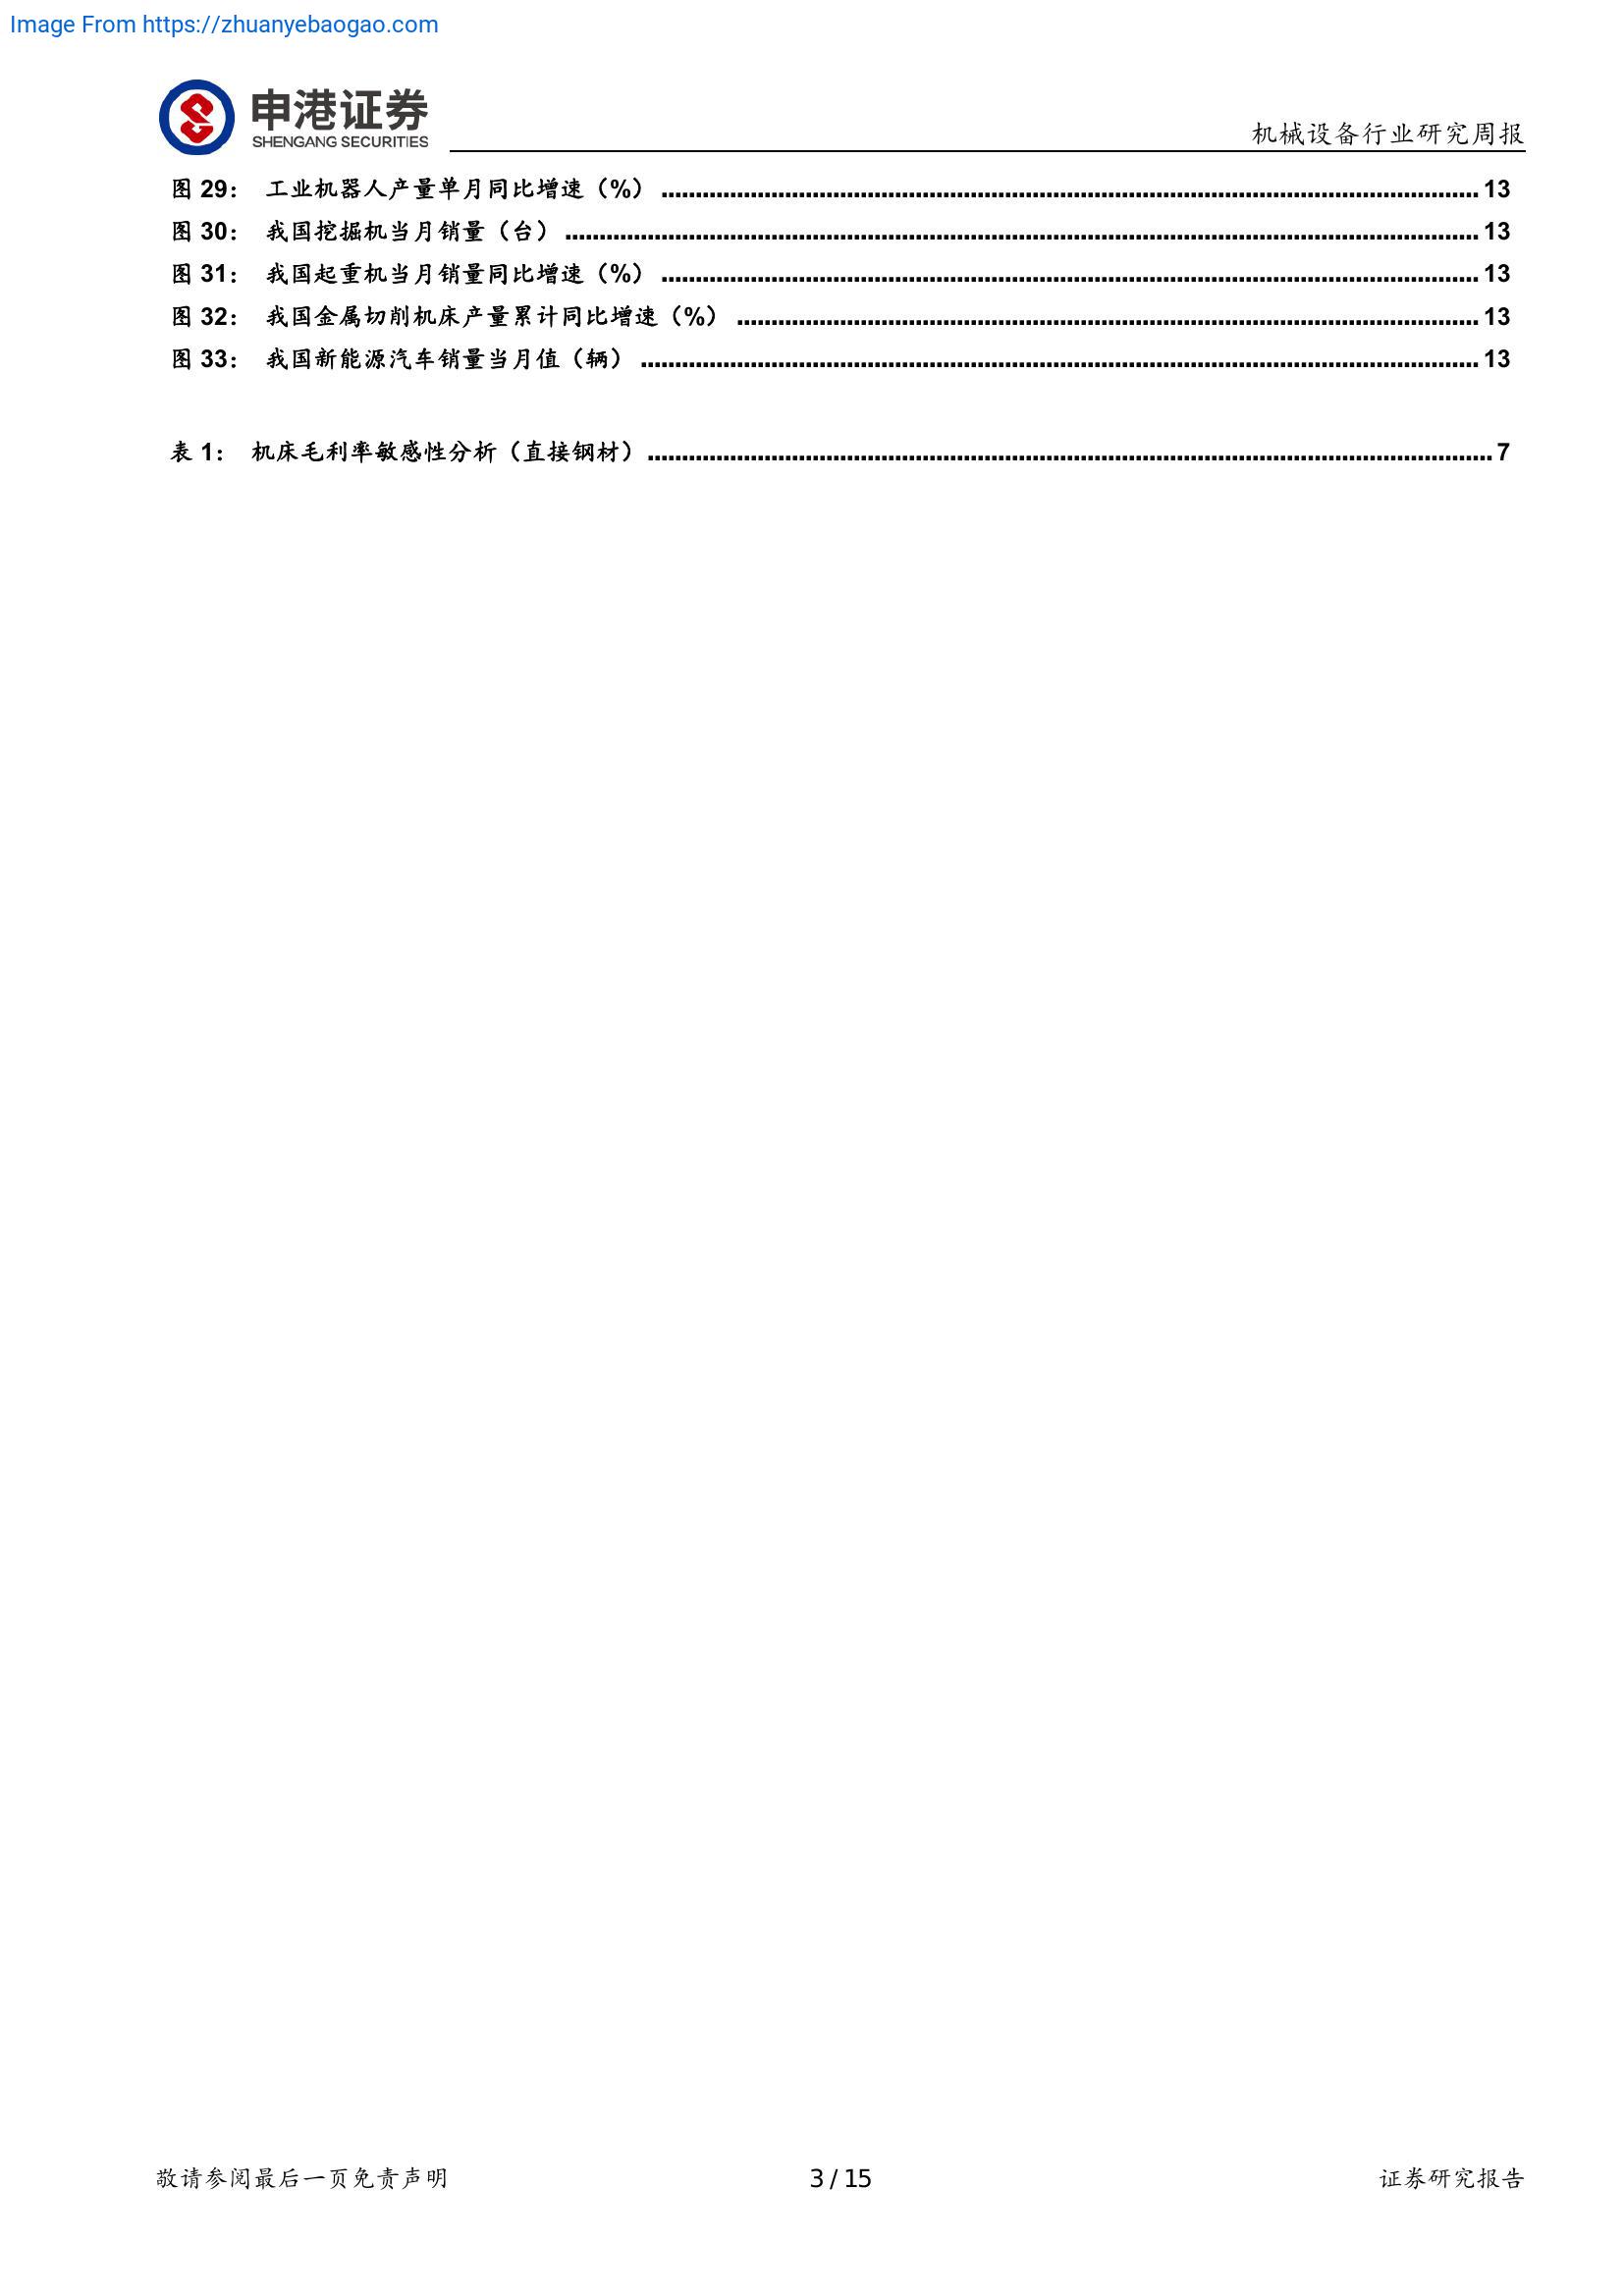 Image From https://zhuanyebaogao.com
申港证券
SHENGANG SECURITIES
机械设备行业研究周报
图 29： 工业机器人产量单月同比增速（%） ........................................ 13
图 30： 我国挖掘机当月销量（台） ........................................ 13
图 31： 我国起重机当月销量同比增速（%） ........................................ 13
图 32： 我国金属切削机床产量累计同比增速（%） ........................................ 13
图 33： 我国新能源汽车销量当月值（辆） ........................................ 13
表 1： 机床毛利率敏感性分析（直接钢材） ........................................ 7
敬请参阅最后一页免责声明
3 / 15
证券研究报告